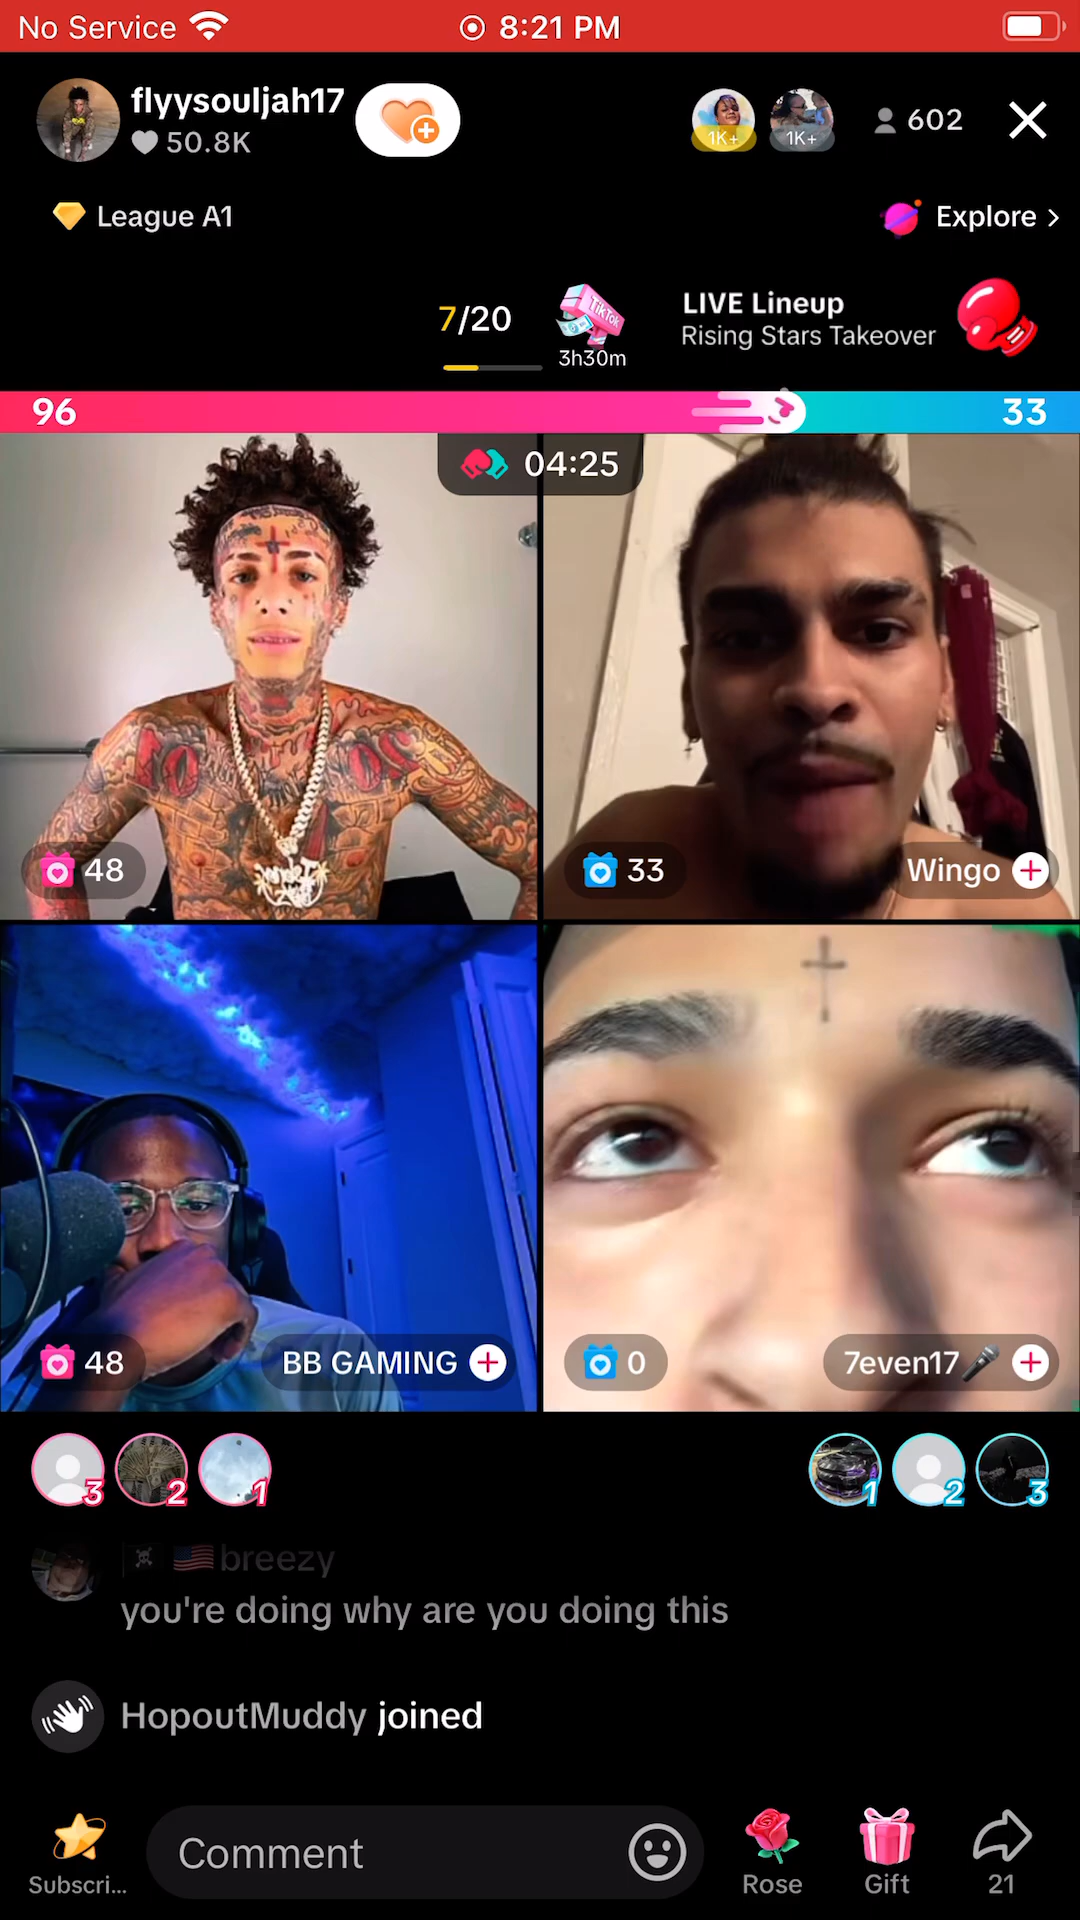 No Service
8:21 PM
flyysouljah17
50.8K
1K+
1K+
602
League A1
Explore
7/20
TikTok
3h30m
LIVE Lineup
Rising Stars Takeover
96
33
04:25
48
33
Wingo
48
BB GAMING
0
7even17
3
2
1
1
2
3
breezy
you're doing why are you doing this
HopoutMuddy joined
Subscri...
Comment
Rose
Gift
21